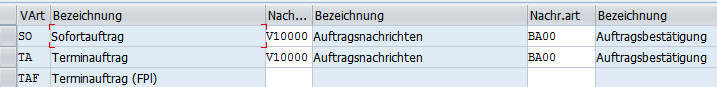 VArt Bezeichnung Nach... Bezeichnung Nachr.art Bezeichnung
SO Sofortauftrag V10000 Auftragsnachrichten BA00 Auftragsbestätigung
TA Terminauftrag V10000 Auftragsnachrichten BA00 Auftragsbestätigung
TAF Terminauftrag (FPl)